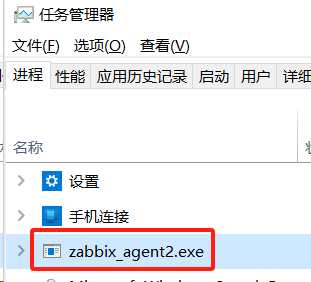 任务管理器
文件(F) 选项(O) 查看(V)
进程 性能 应用历史记录 启动 用户 详细
名称
设置
手机连接
zabbix_agent2.exe